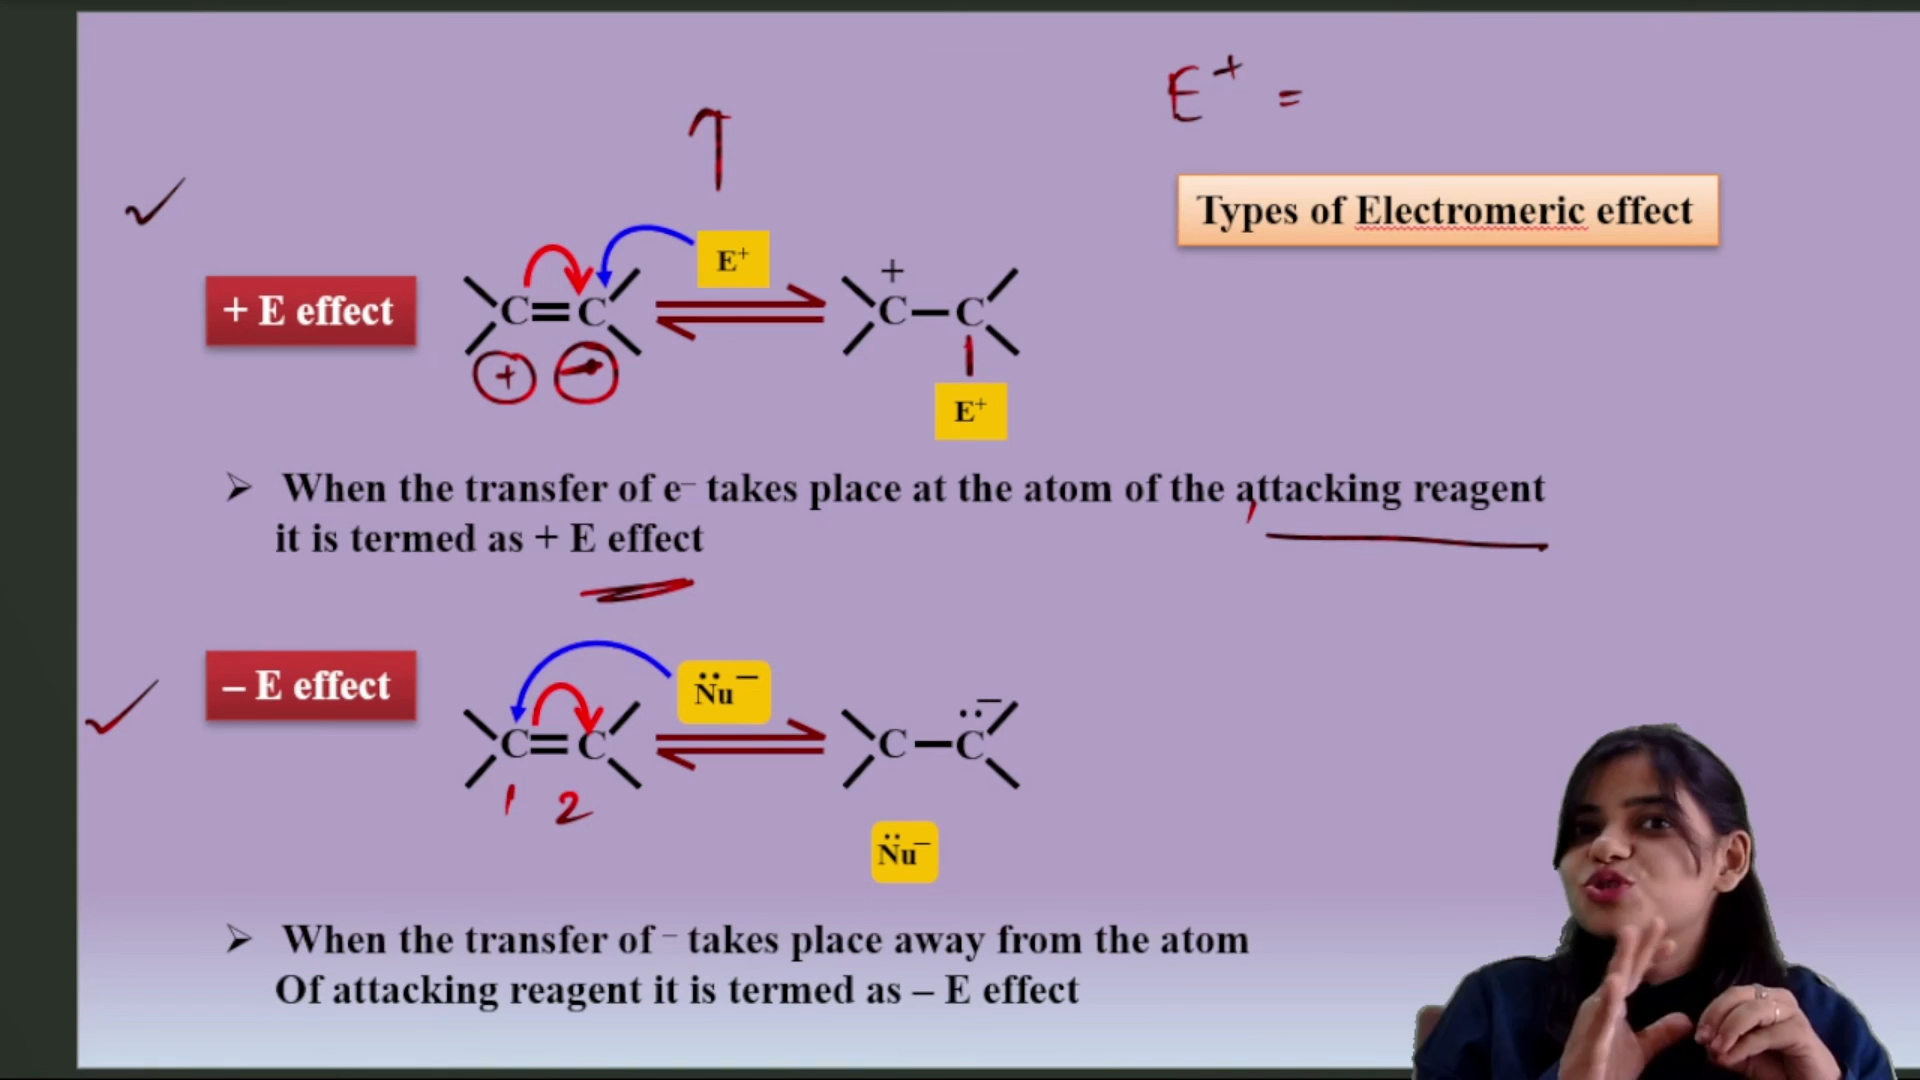 E⁺ =
Types of Electromeric effect
+ E effect
E⁺
C=C
+
C–C
+ –
E⁺
➢ When the transfer of e⁻ takes place at the atom of the attacking reagent
it is termed as + E effect
– E effect
N̈u⁻
C=C
C–C̈⁻
1 2
N̈u⁻
➢ When the transfer of ⁻ takes place away from the atom
Of attacking reagent it is termed as – E effect